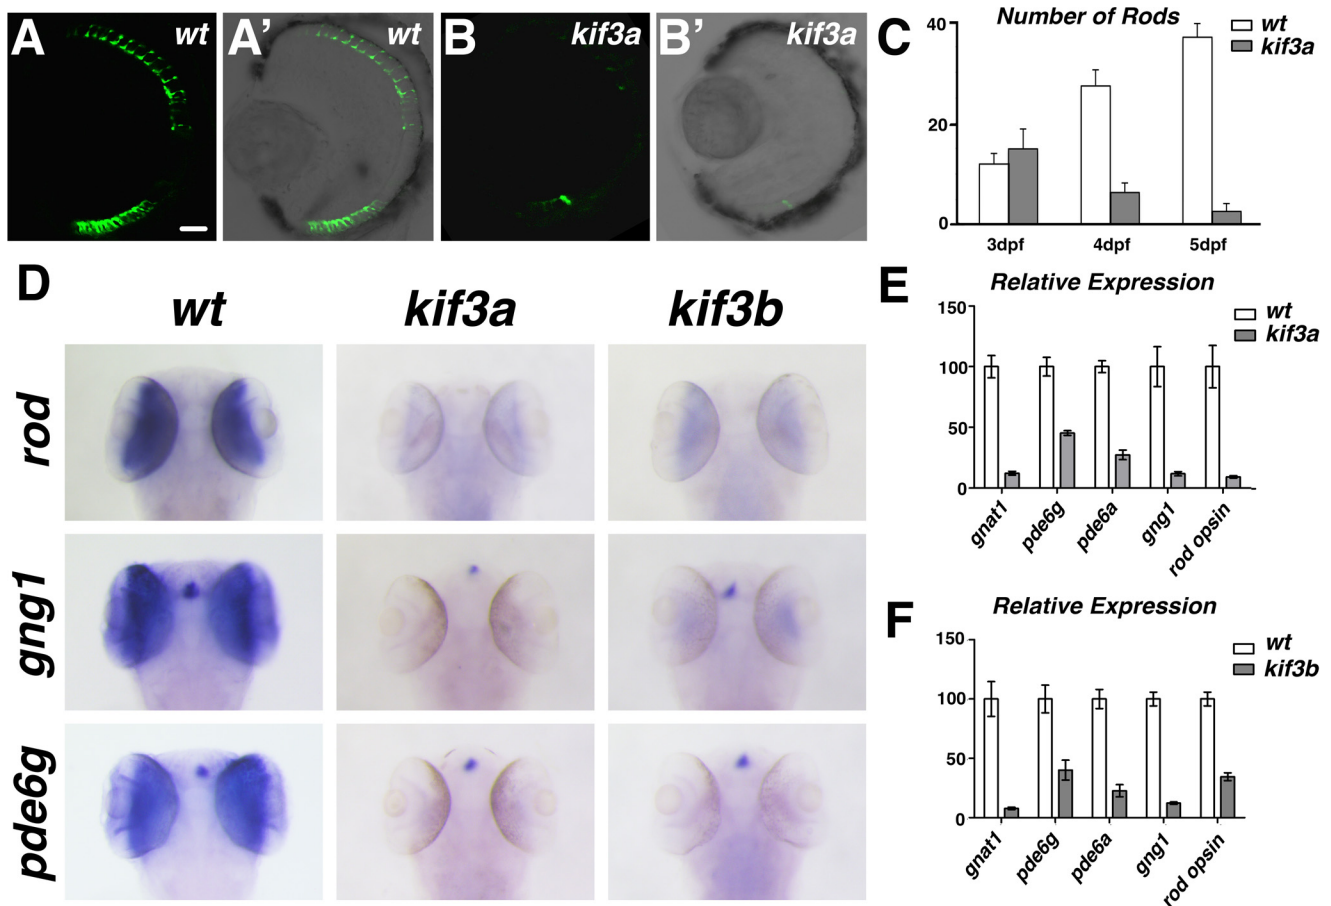 A wt
A' wt
B kif3a
B' kif3a
C
Number of Rods
wt
kif3a
40
20
0
3dpf 4dpf 5dpf
D
wt kif3a kif3b
rod
gng1
pde6g
E
Relative Expression
wt
kif3a
150
100
50
0
gnat1 pde6g pde6a gng1 rod opsin
F
Relative Expression
wt
kif3b
150
100
50
0
gnat1 pde6g pde6a gng1 rod opsin